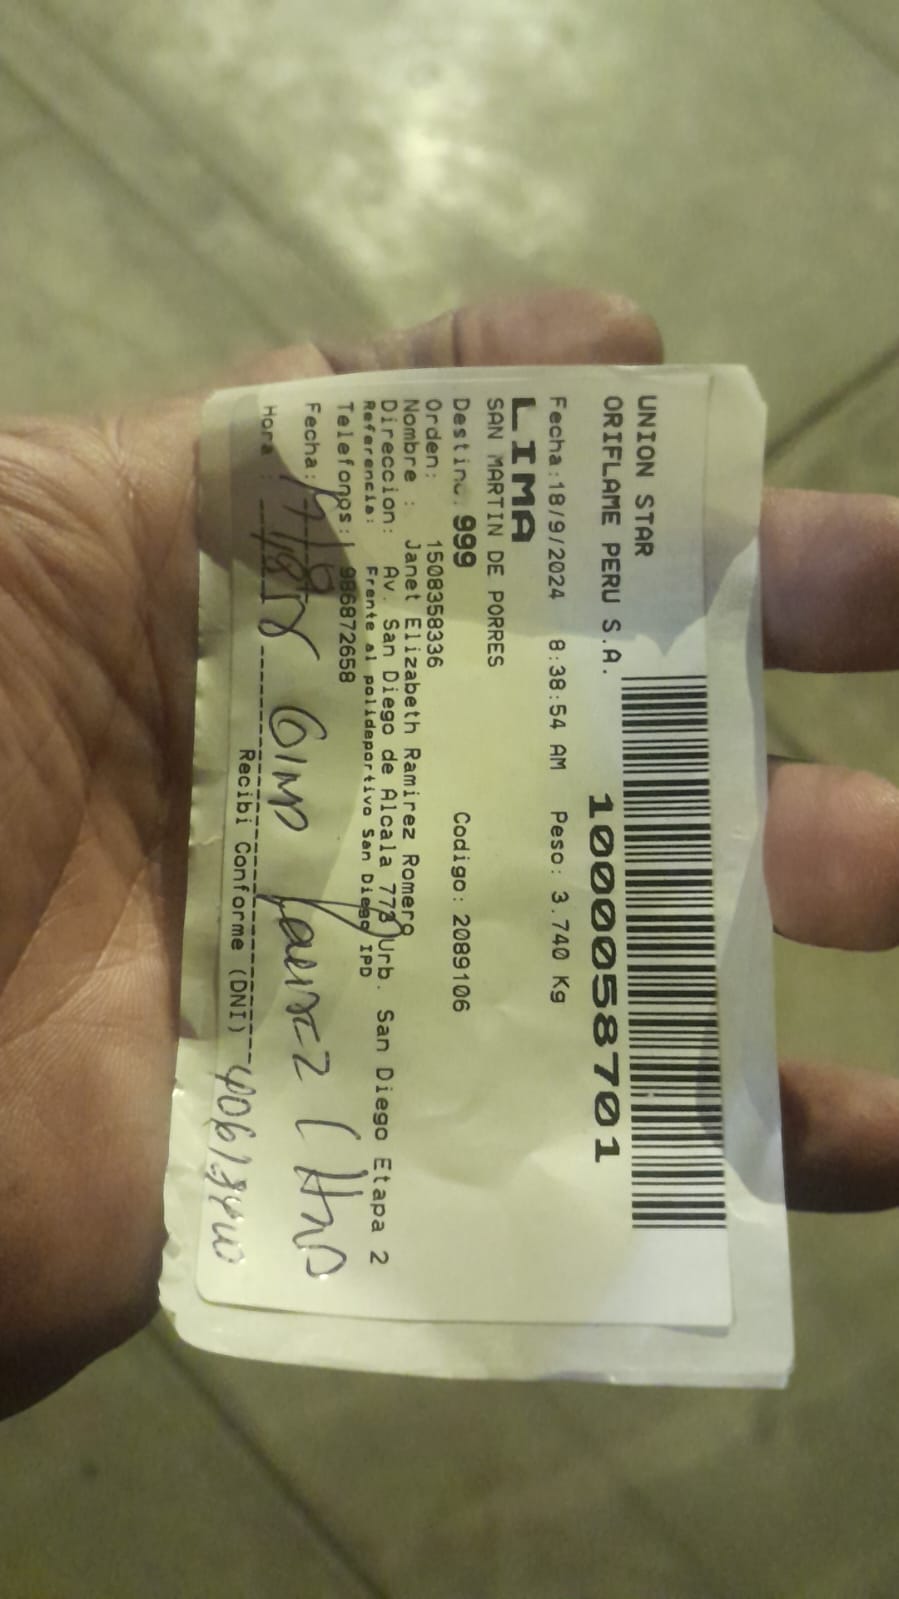 UNION STAR
ORIFLAME PERU S.A.
1000058701
Fecha:18/9/2024 8:38:54 AM Peso: 3.740 Kg
LIMA
SAN MARTIN DE PORRES
Destino: 999 Codigo: 2089106
Orden: 1508358336
Nombre : Janet Elizabeth Ramirez Romero
Direccion: Av. San Diego de Alcala 773 Urb. San Diego Etapa 2
Referencia: Frente al polideportivo San Diego IPD
Telefonos: 986872658
Fecha:
Hora :
Recibi Conforme (DNI)